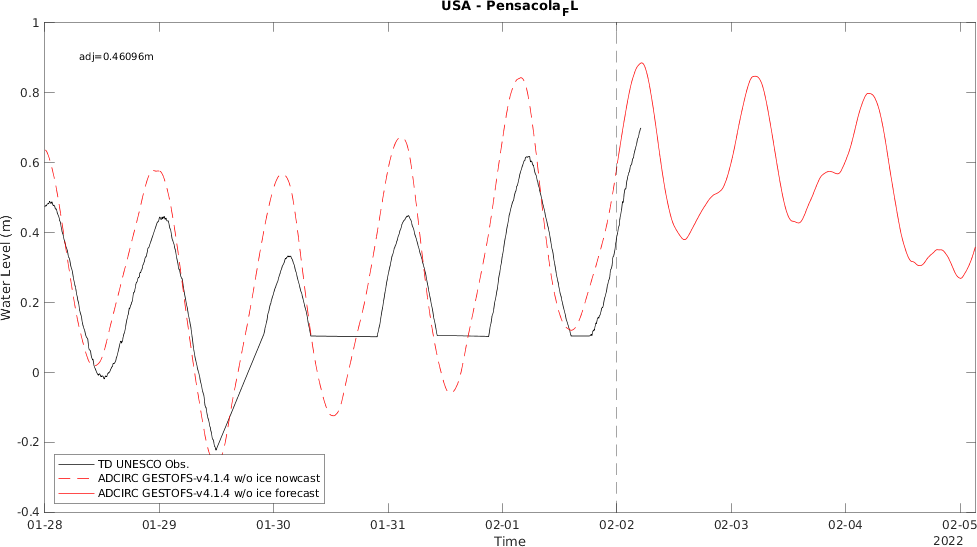 USA - Pensacola_FL
adj=0.46096m
1
0.8
0.6
0.4
0.2
0
-0.2
-0.4
Water Level (m)
TD UNESCO Obs.
ADCIRC GESTOFS-v4.1.4 w/o ice nowcast
ADCIRC GESTOFS-v4.1.4 w/o ice forecast
01-28 01-29 01-30 01-31 02-01 02-02 02-03 02-04 02-05
Time
2022